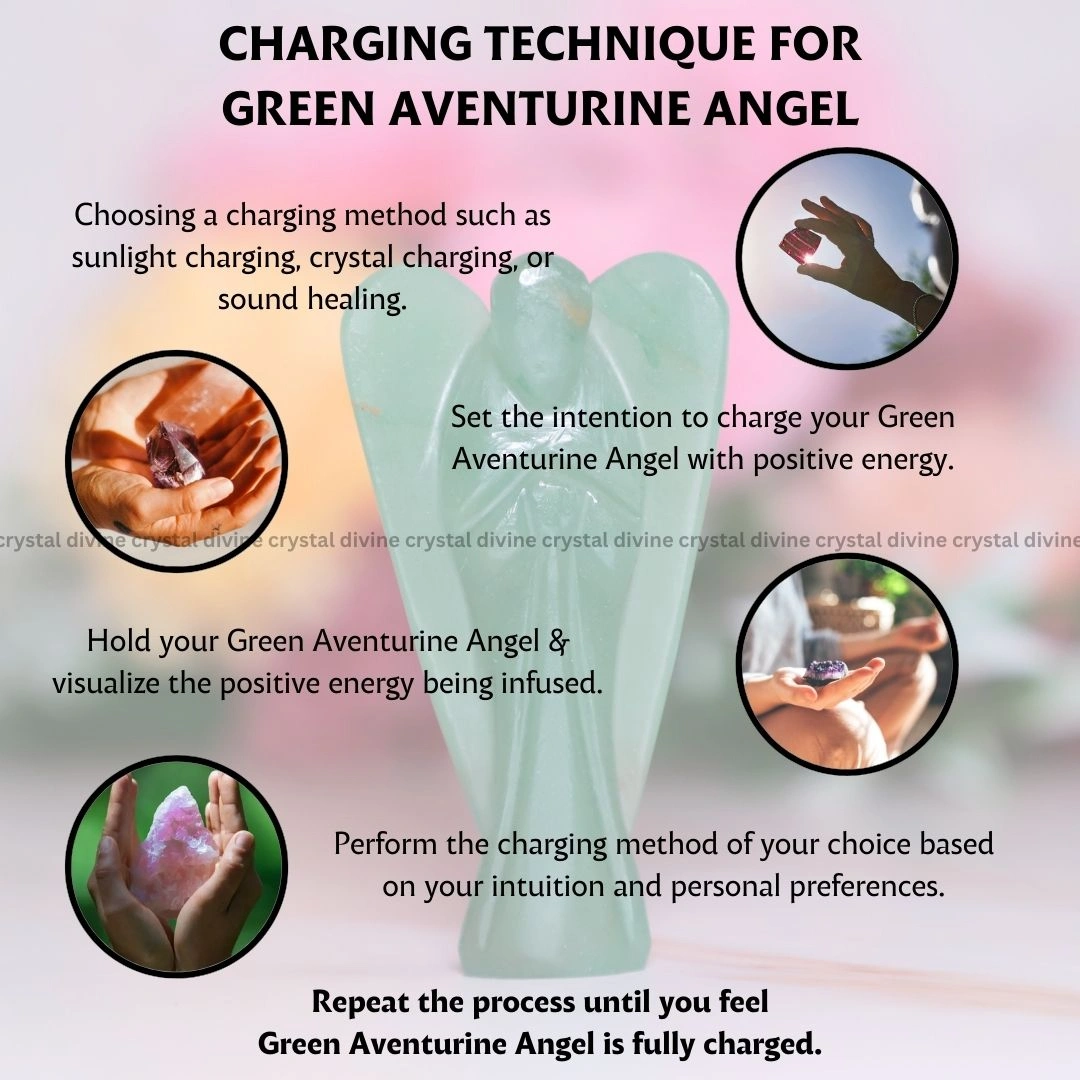 CHARGING TECHNIQUE FOR
GREEN AVENTURINE ANGEL
Choosing a charging method such as
sunlight charging, crystal charging, or
sound healing.
Set the intention to charge your Green
Aventurine Angel with positive energy.
crystal divine crystal divine crystal divine crystal divine crystal divine crystal divine crystal divine crystal divine
Hold your Green Aventurine Angel &
visualize the positive energy being infused.
Perform the charging method of your choice based
on your intuition and personal preferences.
Repeat the process until you feel
Green Aventurine Angel is fully charged.